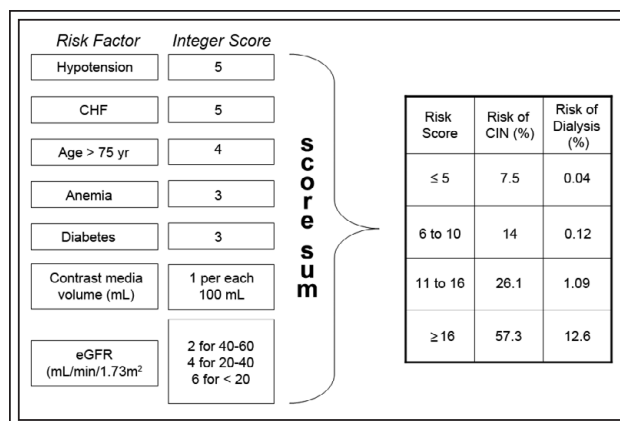 Risk Factor Integer Score
Hypotension 5
CHF 5
Age > 75 yr 4
Anemia 3
Diabetes 3
Contrast media
volume (mL)
1 per each
100 mL
eGFR
(mL/min/1.73m²
2 for 40-60
4 for 20-40
6 for < 20
score sum
Risk
Score
Risk of
CIN (%)
Risk of
Dialysis
(%)
≤ 5 7.5 0.04
6 to 10 14 0.12
11 to 16 26.1 1.09
≥ 16 57.3 12.6